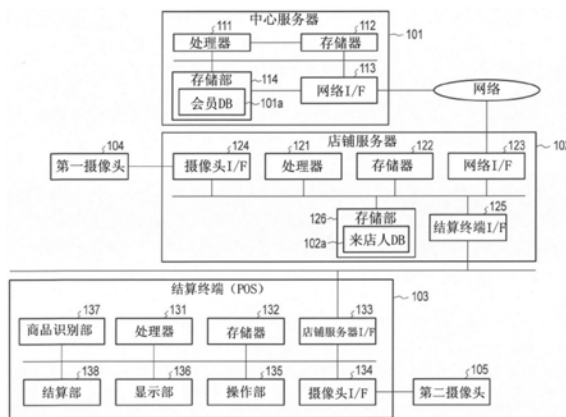 中心服务器
101
111
处理器
112
存储器
114
存储部
会员DB
101a
113
网络I/F
网络
店铺服务器
102
104
第一摄像头
124
摄像头I/F
121
处理器
122
存储器
123
网络I/F
126
存储部
102a
来店人DB
125
结算终端I/F
结算终端(POS)
103
137
商品识别部
131
处理器
132
存储器
133
店铺服务器I/F
138
结算部
136
显示部
135
操作部
134
摄像头I/F
105
第二摄像头